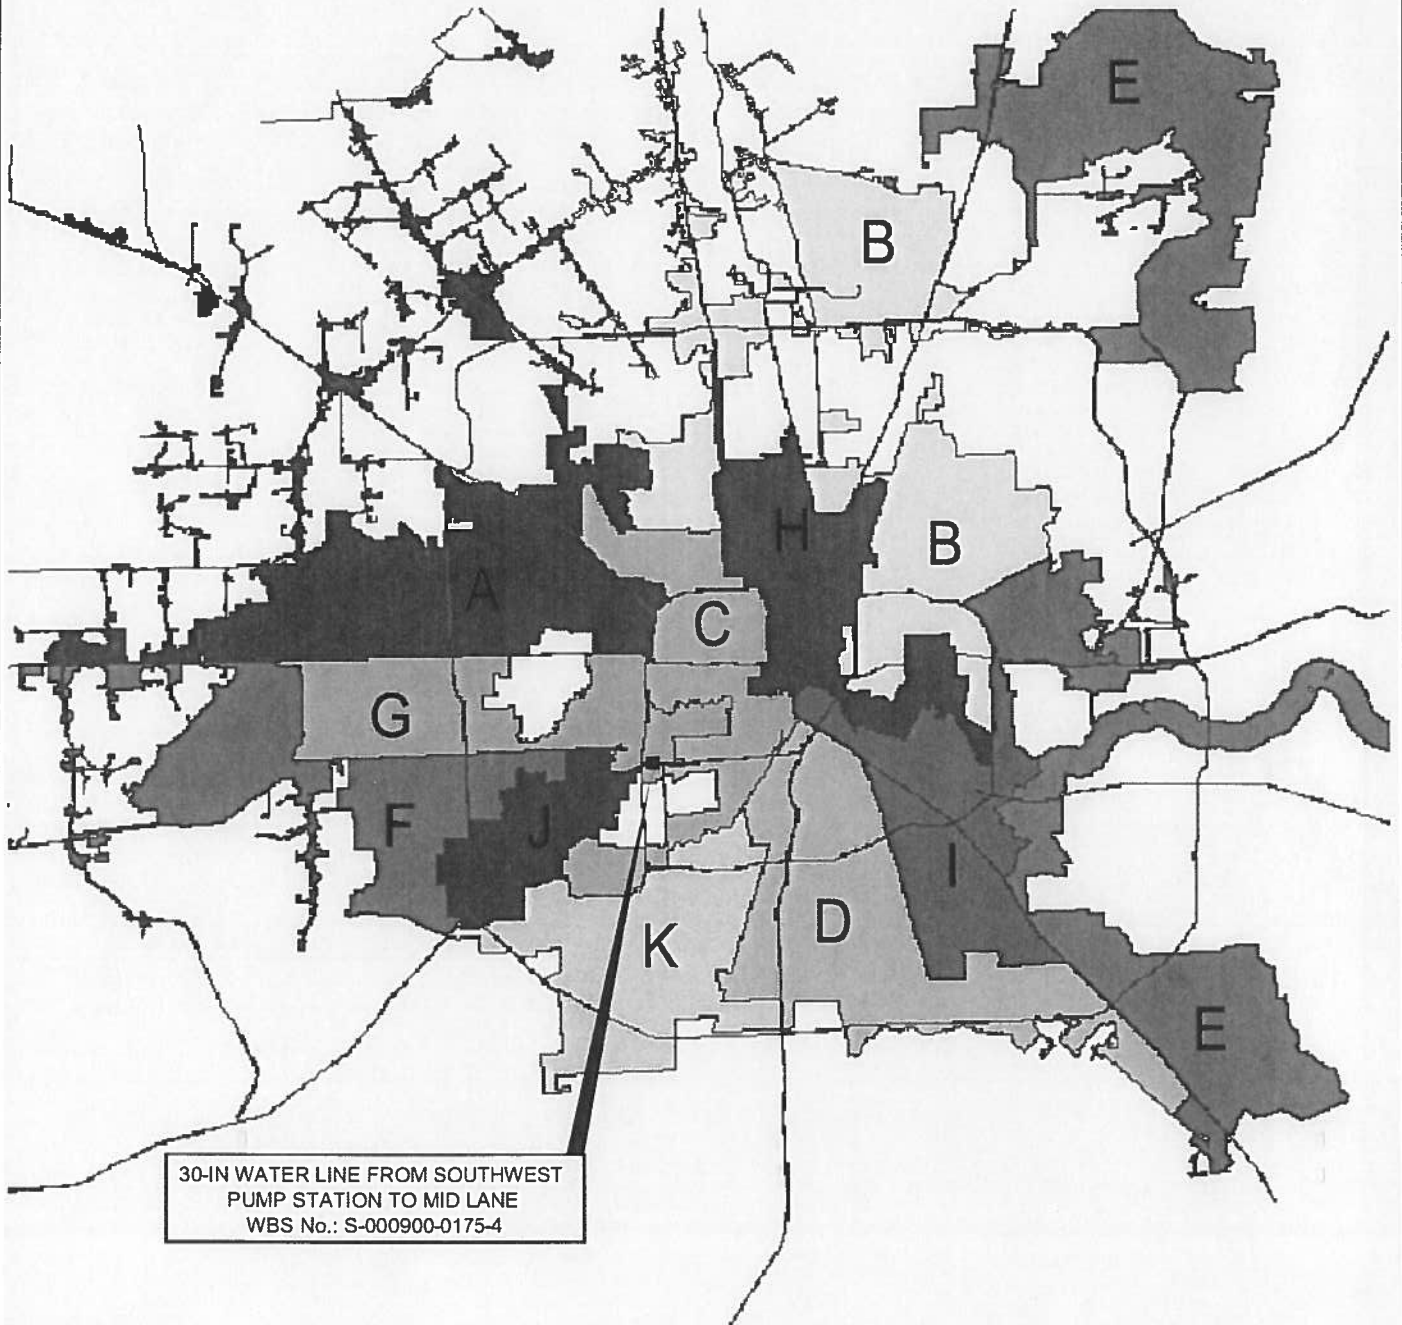 E
B
H
B
A
C
G
F
J
I
D
K
E
30-IN WATER LINE FROM SOUTHWEST
PUMP STATION TO MID LANE
WBS No.: S-000900-0175-4